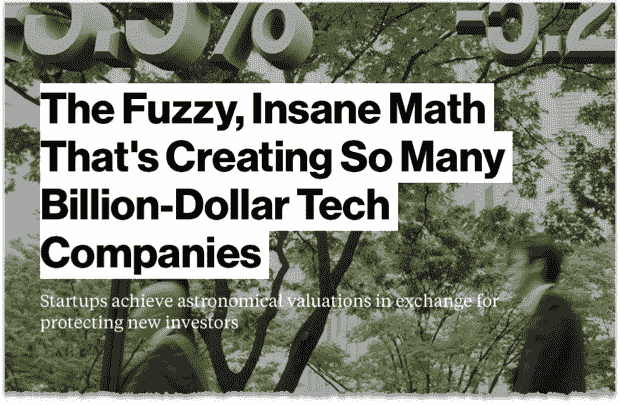 The Fuzzy, Insane Math
That's Creating So Many
Billion-Dollar Tech
Companies
Startups achieve astronomical valuations in exchange for
protecting new investors